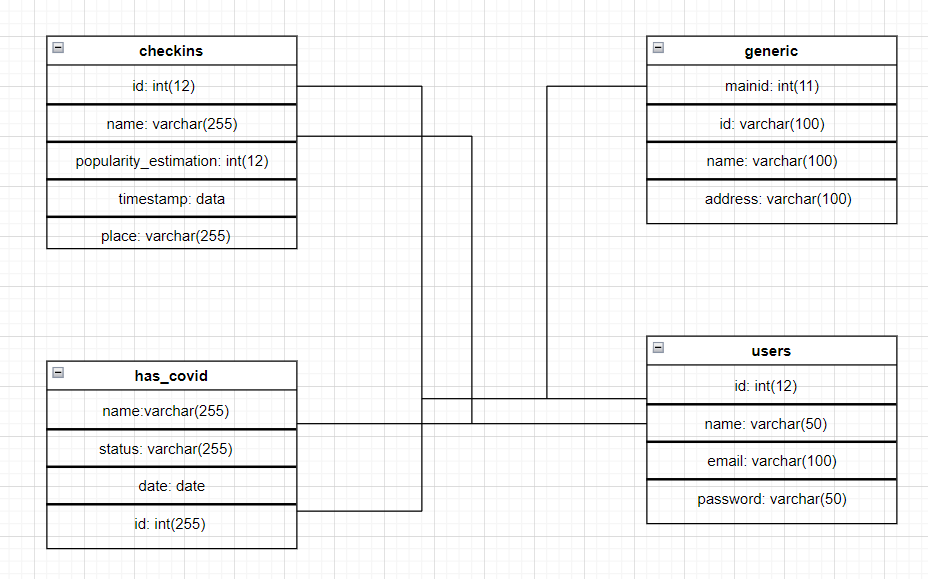 checkins
id: int(12)
name: varchar(255)
popularity_estimation: int(12)
timestamp: data
place: varchar(255)
generic
mainid: int(11)
id: varchar(100)
name: varchar(100)
address: varchar(100)
has_covid
name:varchar(255)
status: varchar(255)
date: date
id: int(255)
users
id: int(12)
name: varchar(50)
email: varchar(100)
password: varchar(50)